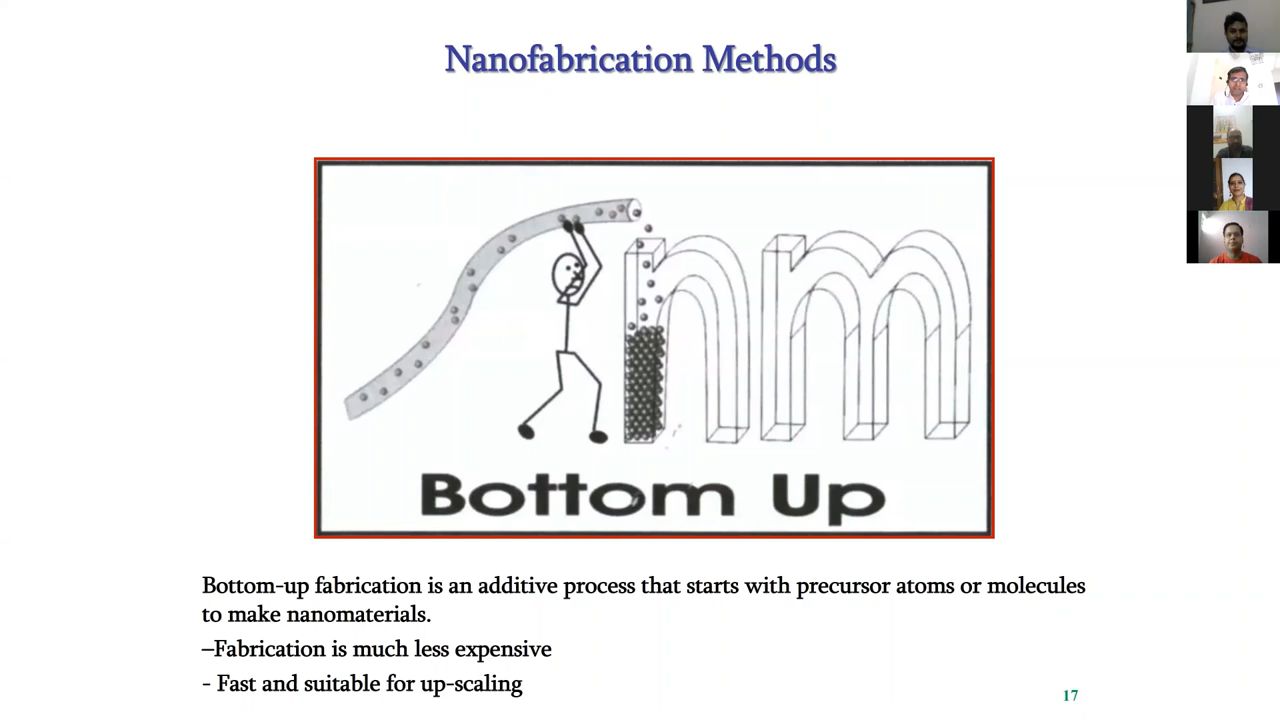 Nanofabrication Methods
nm
Bottom Up
Bottom-up fabrication is an additive process that starts with precursor atoms or molecules
to make nanomaterials.
–Fabrication is much less expensive
- Fast and suitable for up-scaling
17